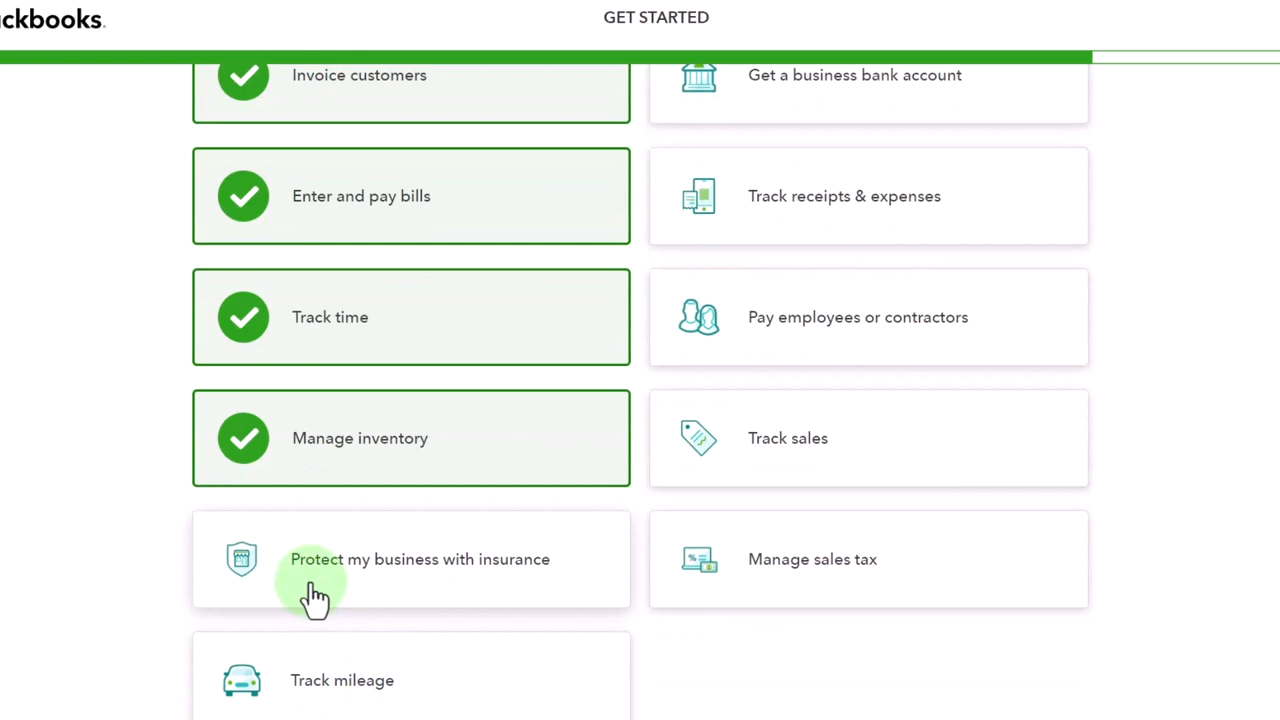 ickbooks.
GET STARTED
Invoice customers
Get a business bank account
Enter and pay bills
Track receipts & expenses
Track time
Pay employees or contractors
Manage inventory
Track sales
Protect my business with insurance
Manage sales tax
Track mileage